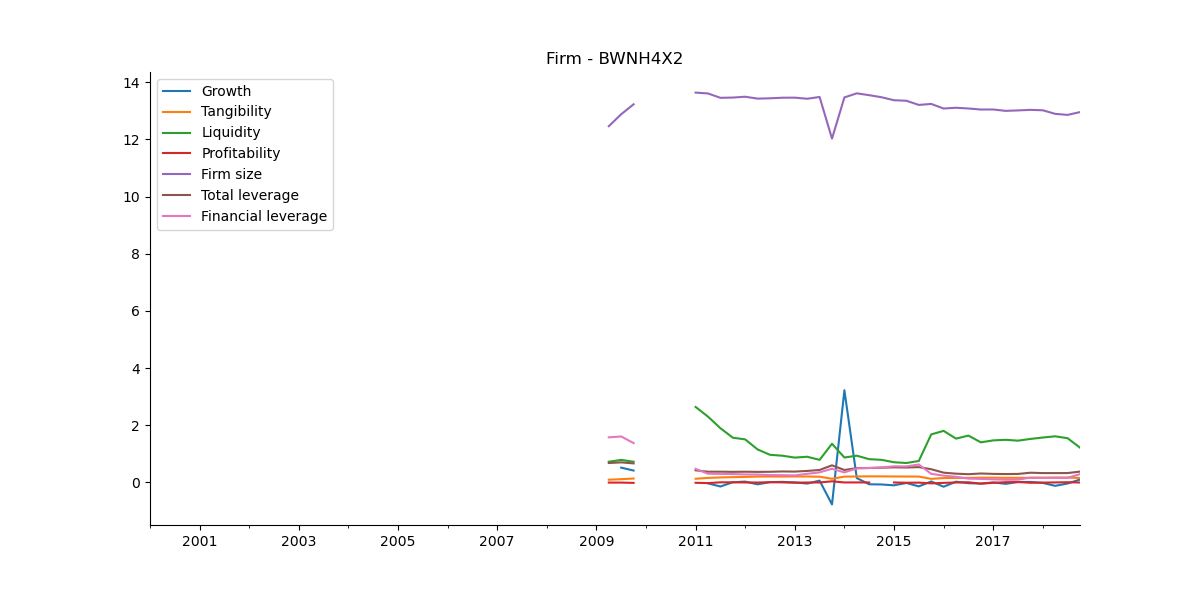 Firm - BWNH4X2
14
12
10
8
6
4
2
0
Growth
Tangibility
Liquidity
Profitability
Firm size
Total leverage
Financial leverage
2001 2003 2005 2007 2009 2011 2013 2015 2017